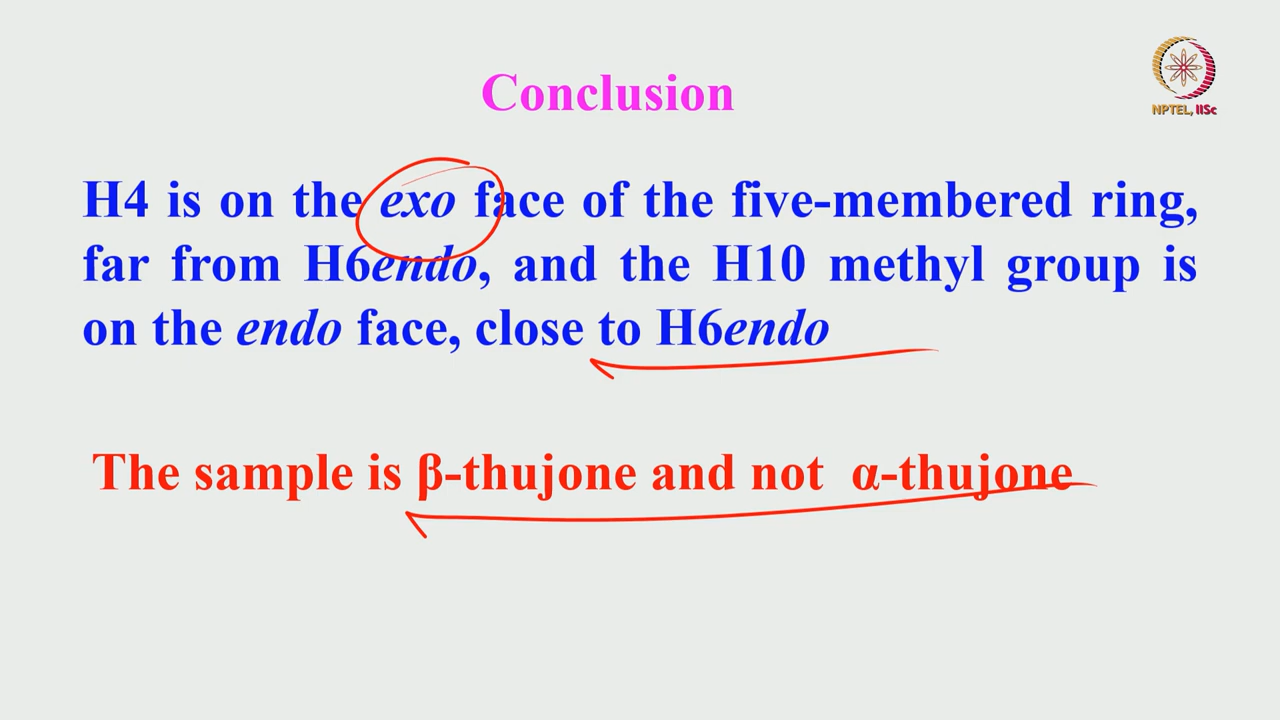 NPTEL, IISc
Conclusion
H4 is on the exo face of the five-membered ring,
far from H6endo, and the H10 methyl group is
on the endo face, close to H6endo
The sample is β-thujone and not α-thujone